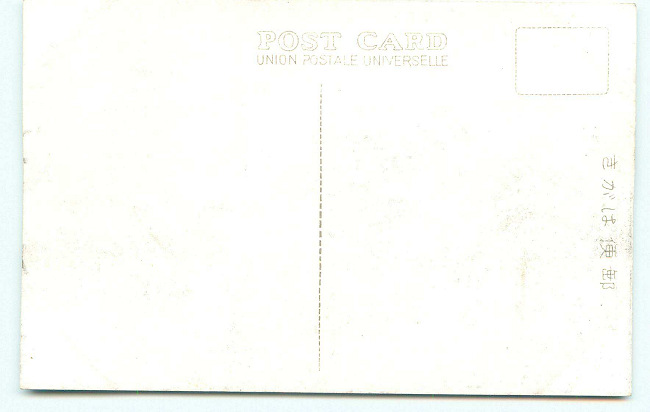 POST CARD
UNION POSTALE UNIVERSELLE
きがは便郵